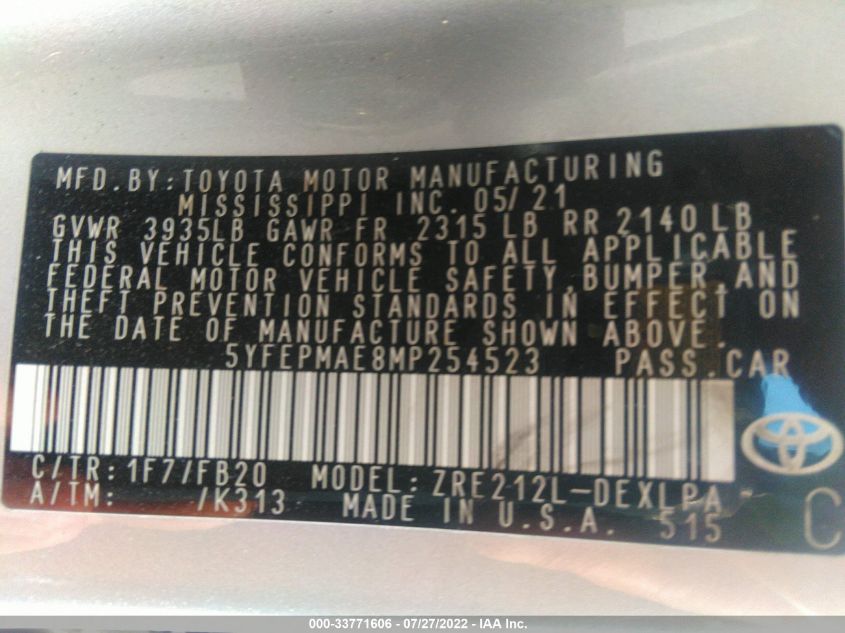 MFD.BY:TOYOTA MOTOR MANUFACTURING
MISSISSIPPI INC. 05/21
GVWR 3935LB GAWR FR 2315 LB RR 2140 LB
THIS VEHICLE CONFORMS TO ALL APPLICABLE
FEDERAL MOTOR VEHICLE SAFETY,BUMPER,AND
THEFT PREVENTION STANDARDS IN EFFECT ON
THE DATE OF MANUFACTURE SHOWN ABOVE.
5YFEPMAE8MP254523 PASS.CAR
C/TR:1F7/FB20 MODEL:ZRE212L-DEXLPA
A/TM: /K313 MADE IN U.S.A. 515 C
000-33771606 - 07/27/2022 - IAA Inc.